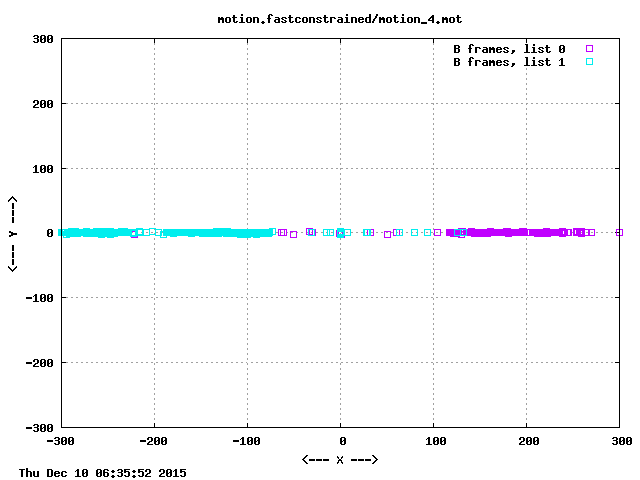 motion.fastconstrained/motion_4.mot
B frames, list 0
B frames, list 1
300
200
100
0
-100
-200
-300
<--- Y --->
-300 -200 -100 0 100 200 300
<--- X --->
Thu Dec 10 06:35:52 2015